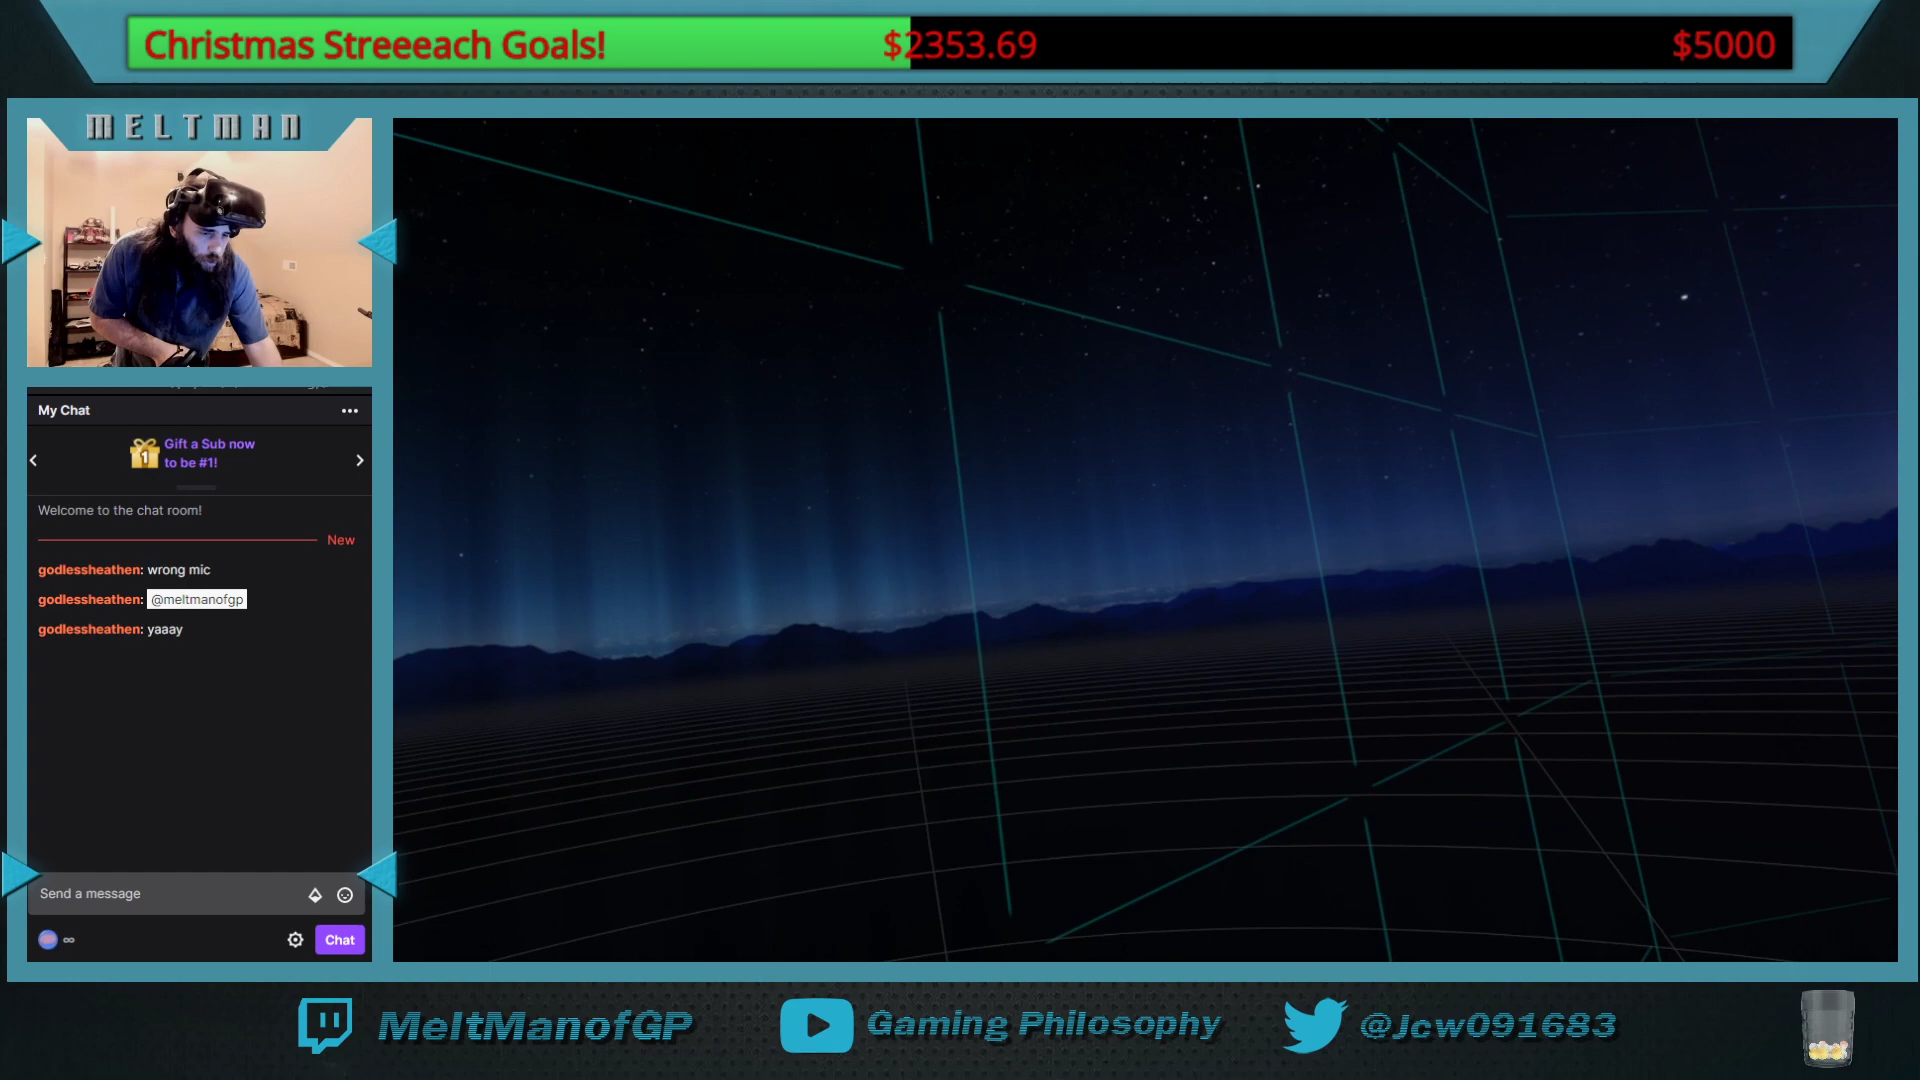 Christmas Streeeach Goals! $2353.69 $5000
MELTMAN
My Chat
Gift a Sub now
to be #1!
1
Welcome to the chat room!
New
godlessheathen: wrong mic
godlessheathen: @meltmanofgp
godlessheathen: yaaay
Send a message
∞
Chat
MeltManofGP
Gaming Philosophy
@Jcw091683